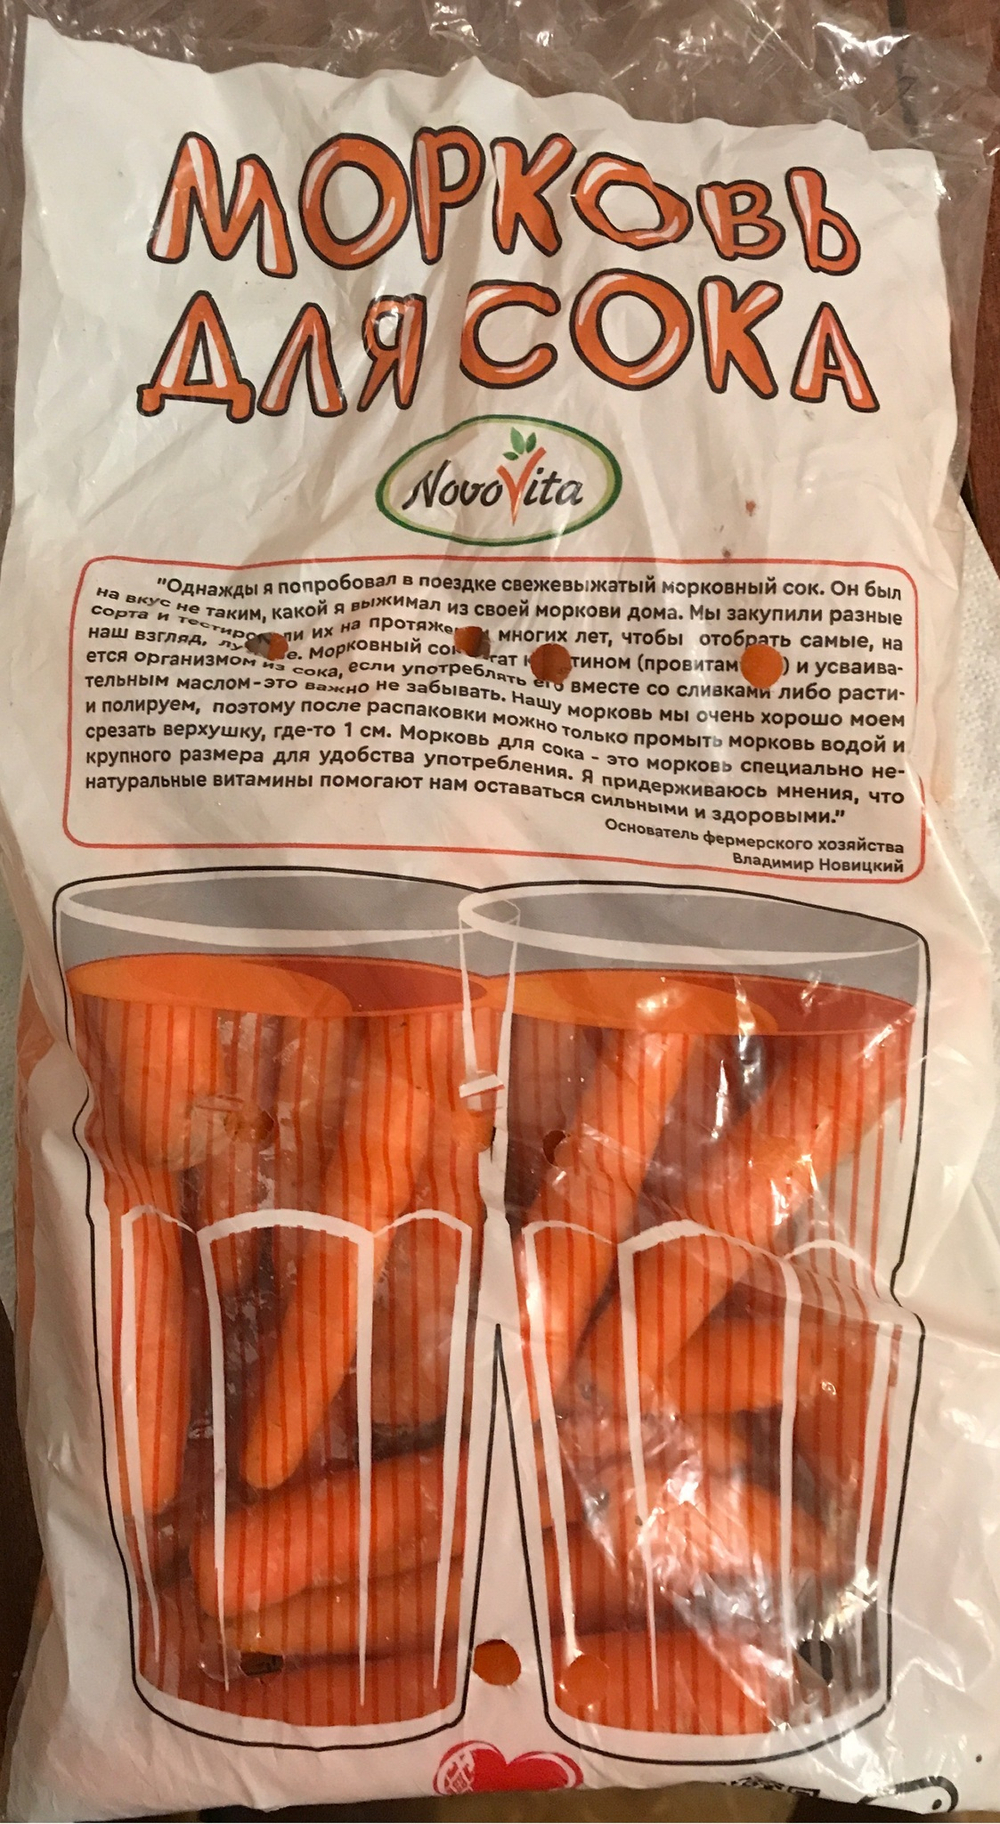 МОРКОВЬ
ДЛЯ СОКА
NovoVita
"Однажды я попробовал в поездке свежевыжатый морковный сок. Он был
на вкус не таким, какой я выжимал из своей моркови дома. Мы закупили разные
сорта и их на многих лет, чтобы отобрать самые, на
наш взгляд, Морковный (провитам ) и усваива-
ется организмом из сока, если употреблять его вместе со сливками либо расти-
тельным маслом-это важно не забывать. Нашу морковь мы очень хорошо моем
и полируем, поэтому после распаковки можно только промыть морковь водой и
срезать верхушку, где-то 1 см. Морковь для сока - это морковь специально не-
крупного размера для удобства употребления. Я придерживаюсь мнения, что
натуральные витамины помогают нам оставаться сильными и здоровыми."
Основатель фермерского хозяйства
Владимир Новицкий